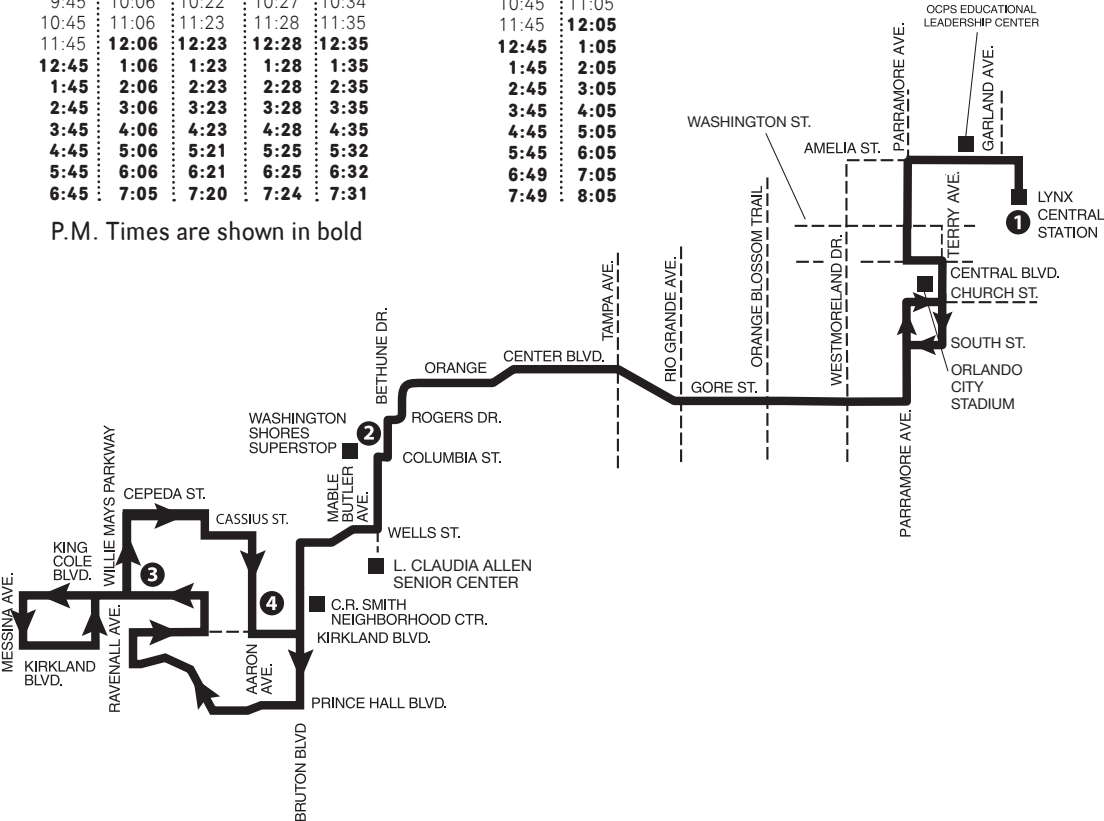 9:45 10:06 10:22 10:27 10:34
10:45 11:06 11:23 11:28 11:35
11:45 12:06 12:23 12:28 12:35
12:45 1:06 1:23 1:28 1:35
1:45 2:06 2:23 2:28 2:35
2:45 3:06 3:23 3:28 3:35
3:45 4:06 4:23 4:28 4:35
4:45 5:06 5:21 5:25 5:32
5:45 6:06 6:21 6:25 6:32
6:45 7:05 7:20 7:24 7:31
10:45 11:05
11:45 12:05
12:45 1:05
1:45 2:05
2:45 3:05
3:45 4:05
4:45 5:05
5:45 6:05
6:49 7:05
7:49 8:05
P.M. Times are shown in bold
OCPS EDUCATIONAL
LEADERSHIP CENTER
PARRAMORE AVE.
GARLAND AVE.
WASHINGTON ST.
AMELIA ST.
LYNX
CENTRAL
STATION
1
TERRY AVE.
CENTRAL BLVD.
CHURCH ST.
SOUTH ST.
ORLANDO
CITY
STADIUM
TAMPA AVE.
RIO GRANDE AVE.
ORANGE BLOSSOM TRAIL
WESTMORELAND DR.
PARRAMORE AVE.
GORE ST.
CENTER BLVD.
ORANGE
BETHUNE DR.
ROGERS DR.
WASHINGTON
SHORES
SUPERSTOP
2
COLUMBIA ST.
MABLE
BUTLER
AVE.
WELLS ST.
L. CLAUDIA ALLEN
SENIOR CENTER
WILLIE MAYS PARKWAY
CEPEDA ST.
CASSIUS ST.
KING
COLE
BLVD.
3
4
C.R. SMITH
NEIGHBORHOOD CTR.
KIRKLAND BLVD.
MESSINA AVE.
KIRKLAND
BLVD.
RAVENALL AVE.
AARON
AVE.
PRINCE HALL BLVD.
BRUTON BLVD